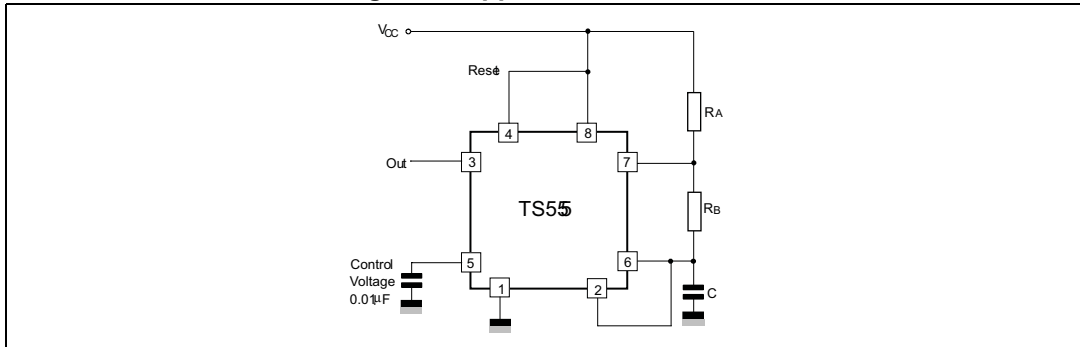 VCC
Reset
RA
4
8
Out
3
7
TS555
RB
5
6
Control
Voltage
0.01µF
1
2
C